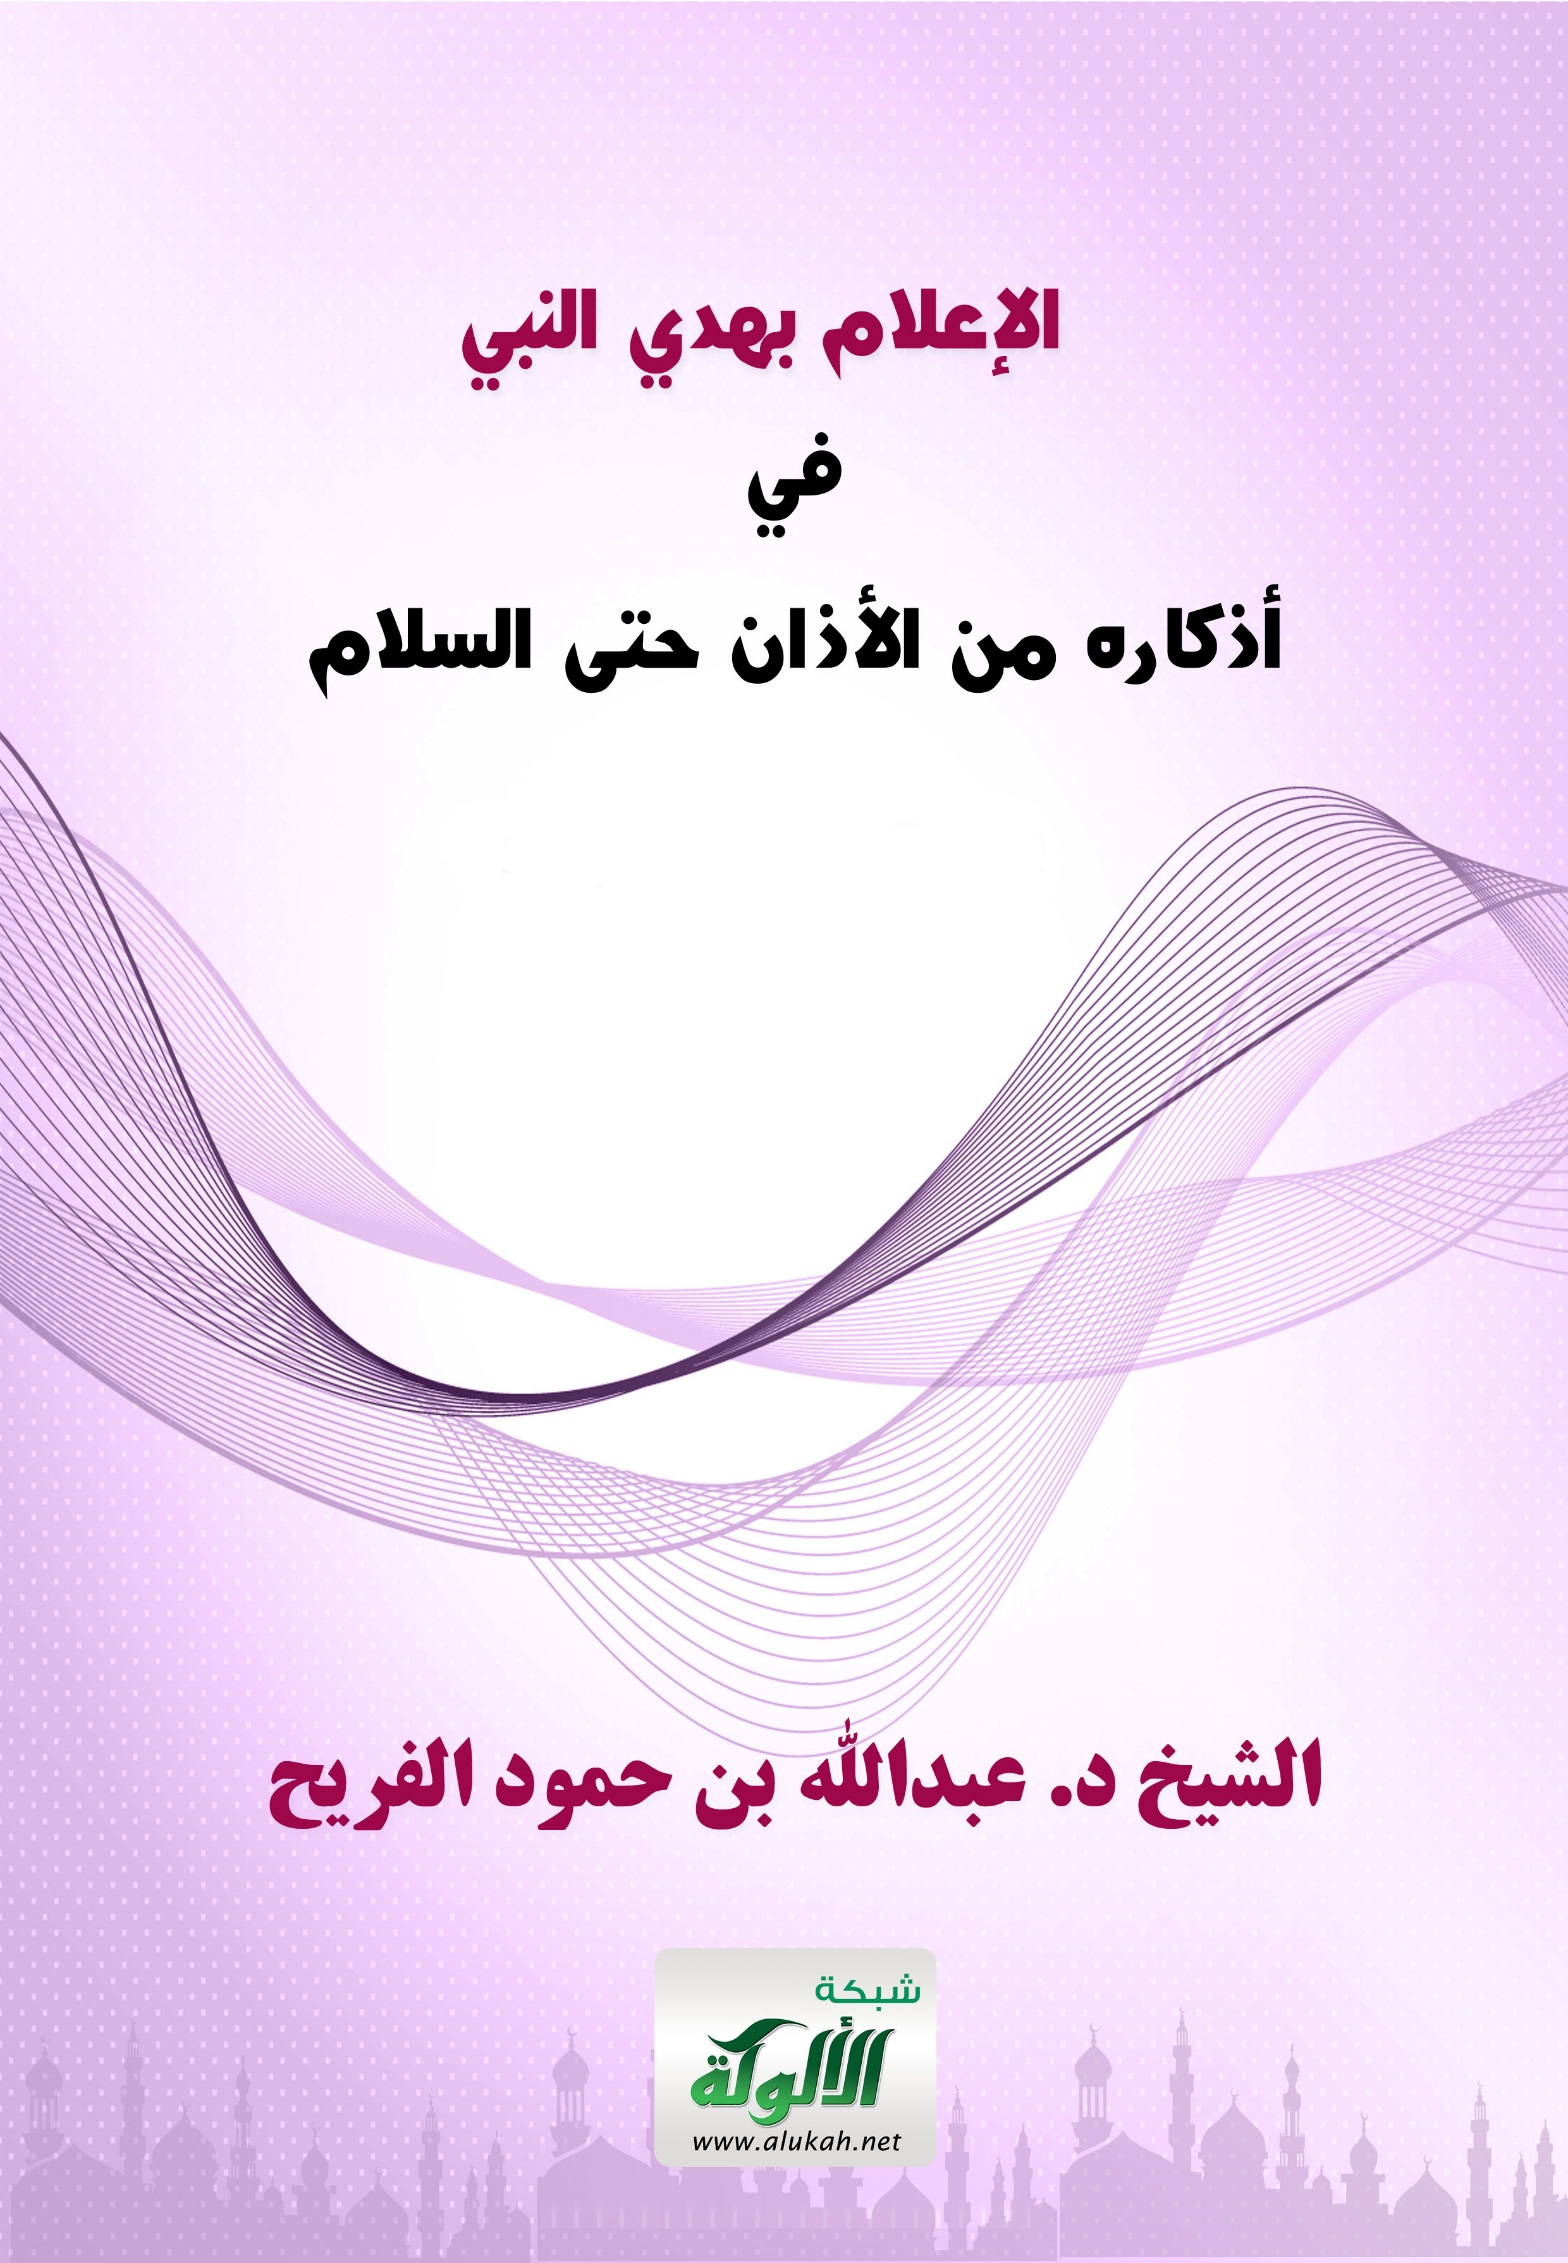 الإعلام بهدي النبي
في
أذكاره من الأذان حتى السلام
الشيخ د. عبدالله بن حمود الفريح
شبكة
الألوكة
www.alukah.net